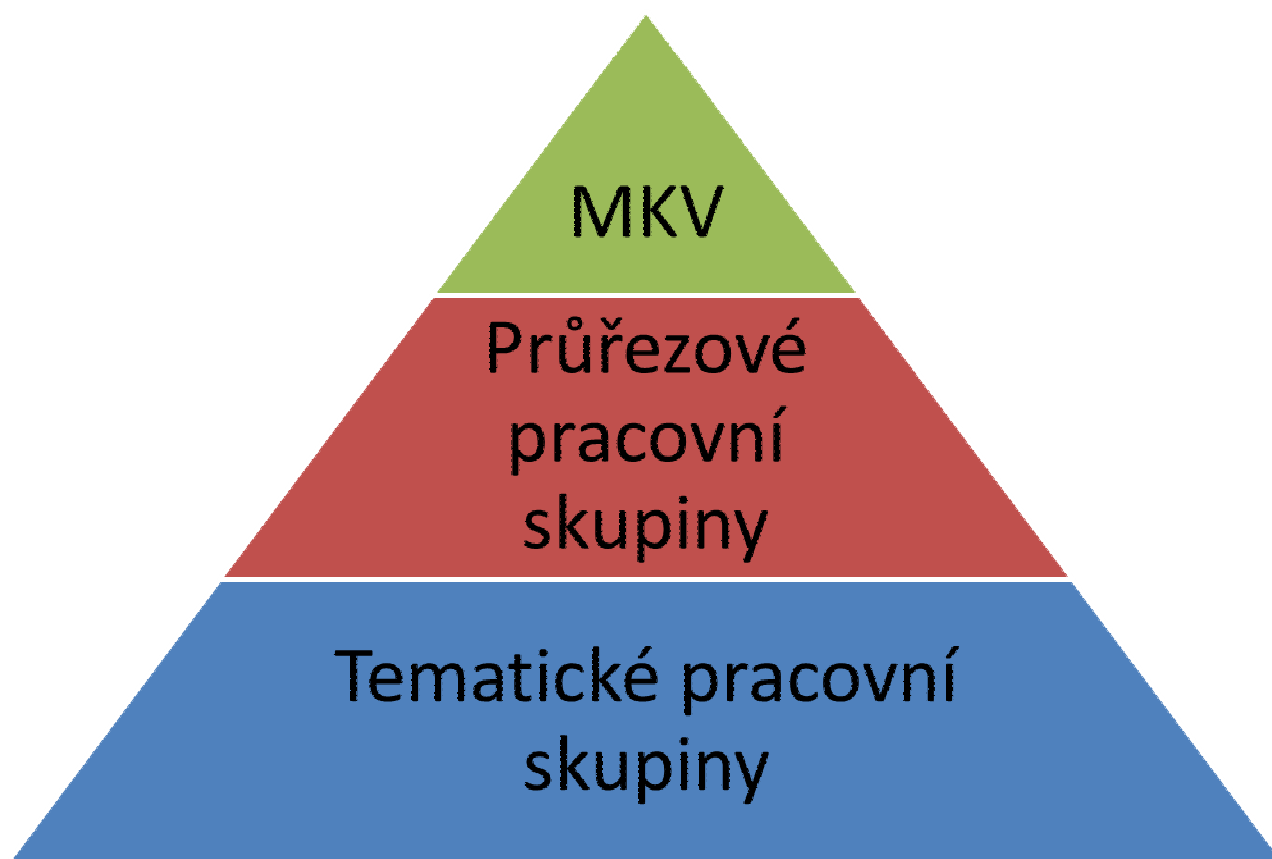 MKV
Průřezové
pracovní
skupiny
Tematické pracovní
skupiny